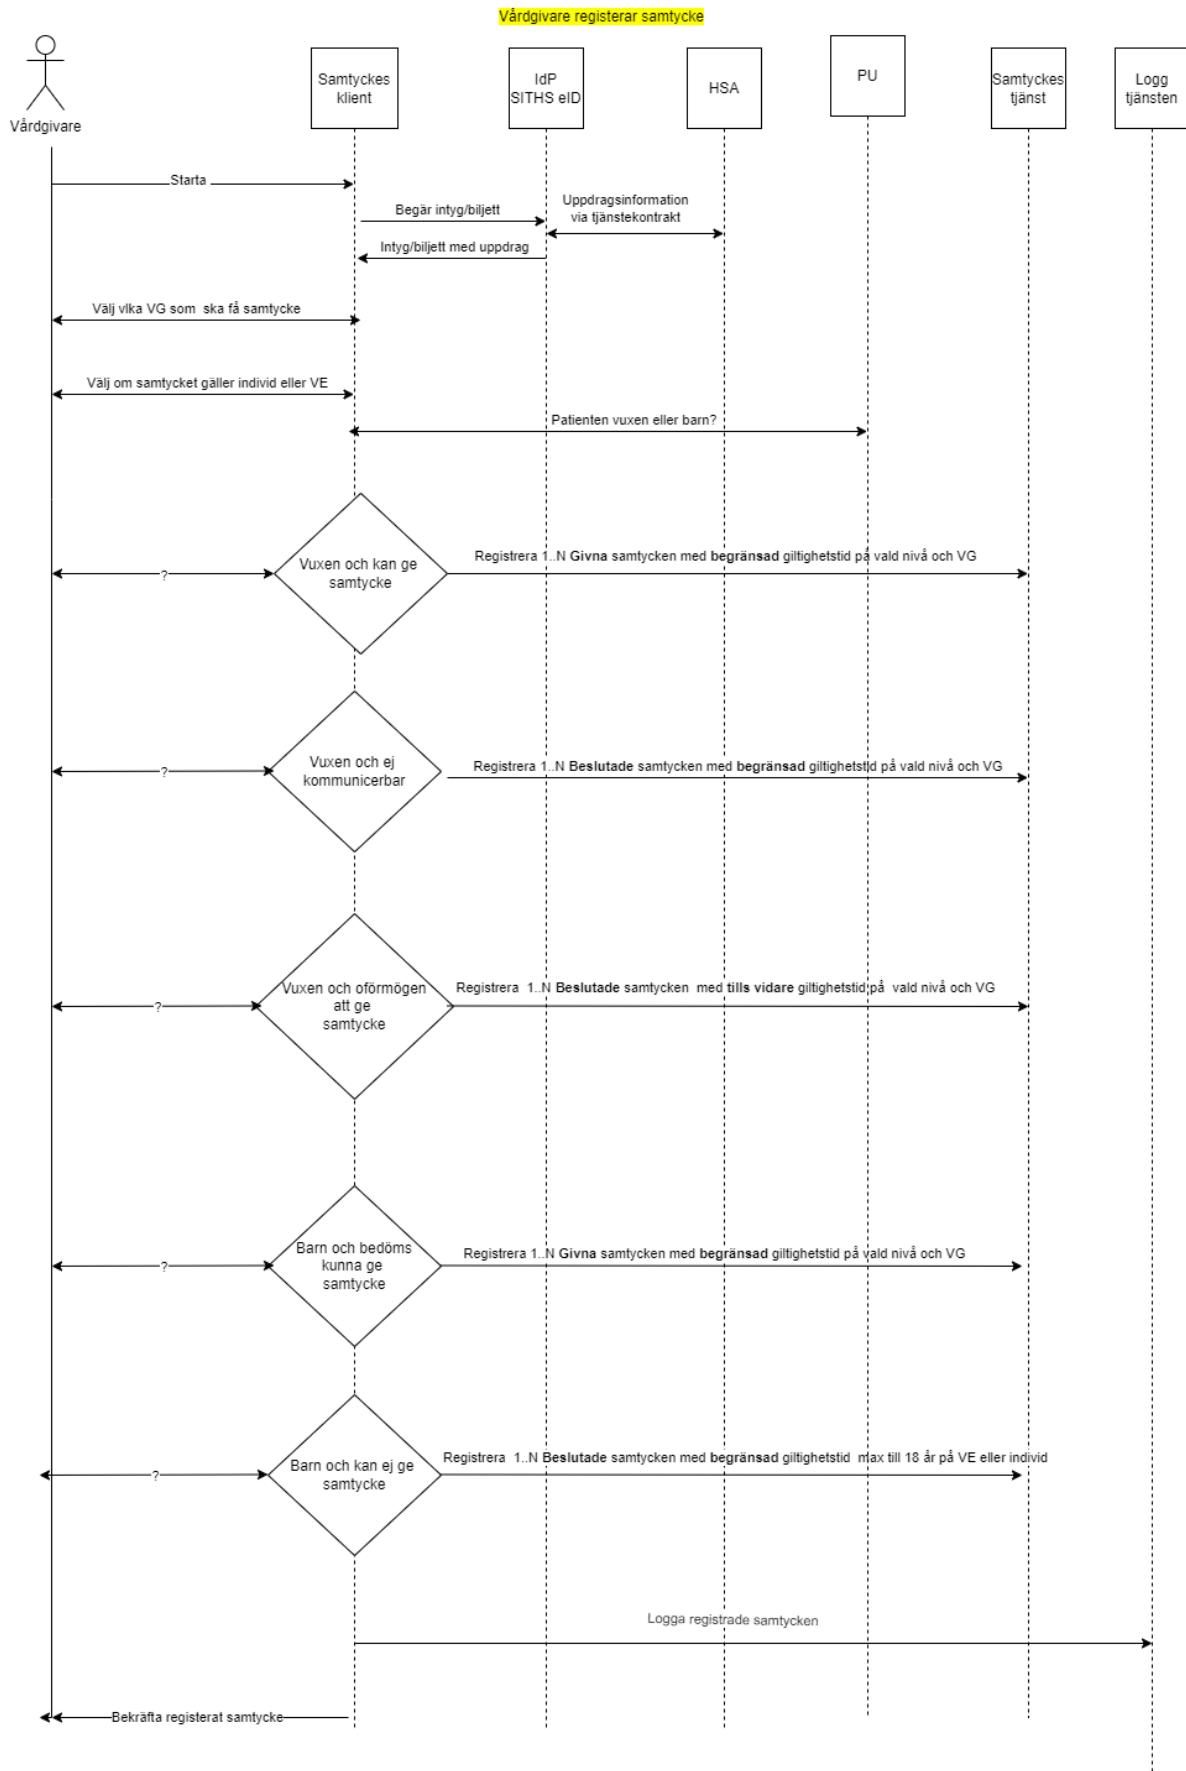 Vårdgivare registerar samtycke
Vårdgivare
Samtyckes
klient
IdP
SITHS eID
HSA
PU
Samtyckes
tjänst
Logg
tjänsten
Starta
Begär intyg/biljett
Uppdragsinformation
via tjänstekontrakt
Intyg/biljett med uppdrag
Välj vlka VG som ska få samtycke
Välj om samtycket gäller individ eller VE
Patienten vuxen eller barn?
?
Vuxen och kan ge
samtycke
Registrera 1..N Givna samtycken med begränsad giltighetstid på vald nivå och VG
?
Vuxen och ej
kommunicerbar
Registrera 1..N Beslutade samtycken med begränsad giltighetstid på vald nivå och VG
?
Vuxen och oförmögen
att ge
samtycke
Registrera 1..N Beslutade samtycken med tills vidare giltighetstid på vald nivå och VG
?
Barn och bedöms
kunna ge
samtycke
Registrera 1..N Givna samtycken med begränsad giltighetstid på vald nivå och VG
?
Barn och kan ej ge
samtycke
Registrera 1..N Beslutade samtycken med begränsad giltighetstid max till 18 år på VE eller individ
Logga registrade samtycken
Bekräfta registerat samtycke